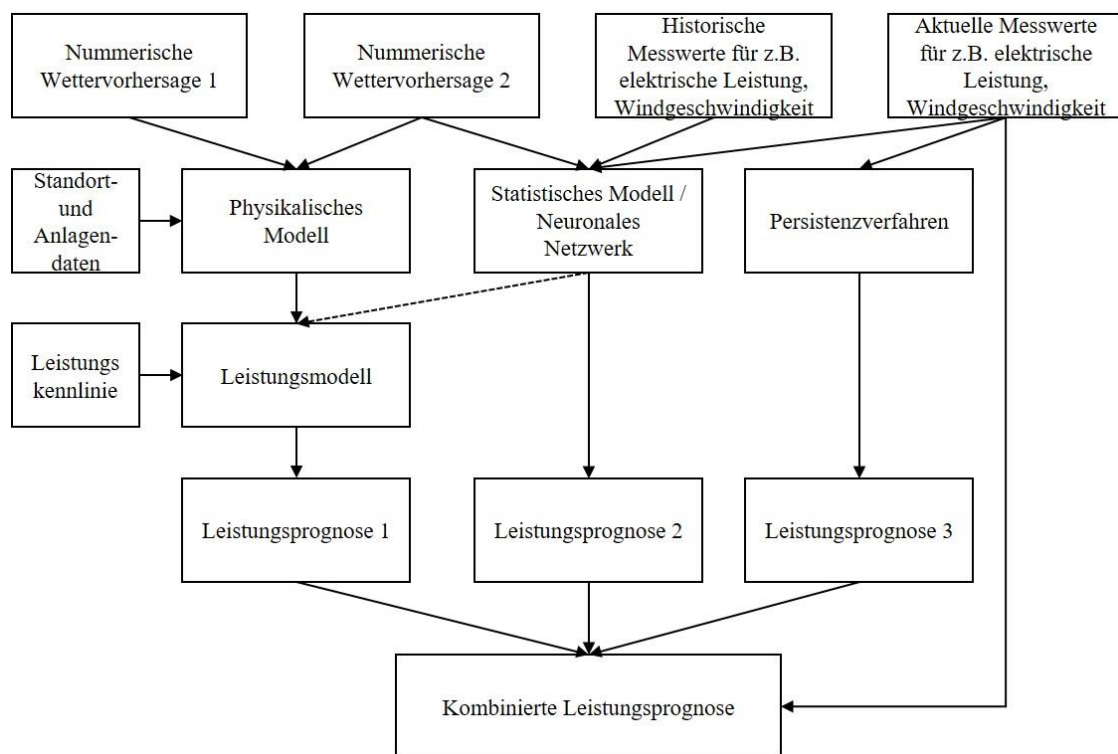 Nummerische
Wettervorhersage 1
Nummerische
Wettervorhersage 2
Historische
Messwerte für z.B.
elektrische Leistung,
Windgeschwindigkeit
Aktuelle Messwerte
für z.B. elektrische
Leistung,
Windgeschwindigkeit
Standort-
und
Anlagen-
daten
Physikalisches
Modell
Statistisches Modell /
Neuronales
Netzwerk
Persistenzverfahren
Leistungs
kennlinie
Leistungsmodell
Leistungsprognose 1
Leistungsprognose 2
Leistungsprognose 3
Kombinierte Leistungsprognose